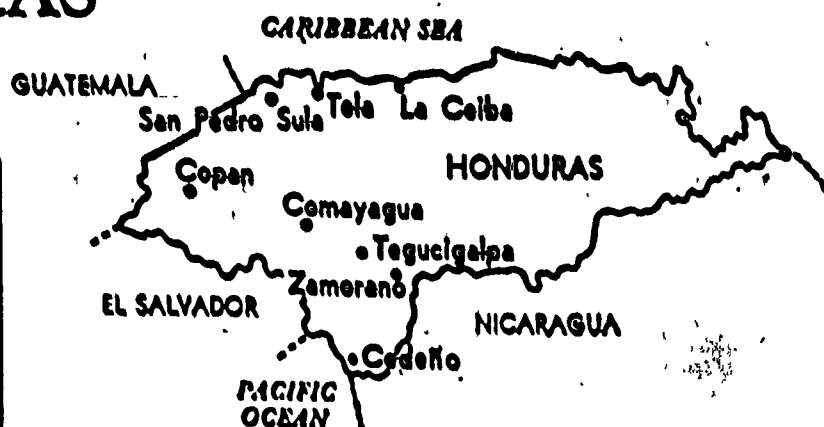 CARIBBEAN SEA
GUATEMALA
San Pedro Sula
Tela
La Ceiba
Copan
HONDURAS
Comayagua
Tegucigalpa
Zamorano
EL SALVADOR
NICARAGUA
Cedeño
PACIFIC
OCEAN